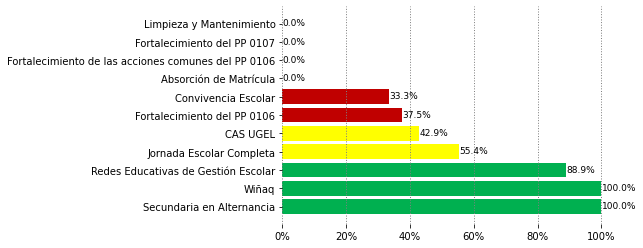 Limpieza y Mantenimiento 0.0%
Fortalecimiento del PP 0107 0.0%
Fortalecimiento de las acciones comunes del PP 0106 0.0%
Absorción de Matrícula 0.0%
Convivencia Escolar 33.3%
Fortalecimiento del PP 0106 37.5%
CAS UGEL 42.9%
Jornada Escolar Completa 55.4%
Redes Educativas de Gestión Escolar 88.9%
Wiñaq 100.0%
Secundaria en Alternancia 100.0%
0% 20% 40% 60% 80% 100%